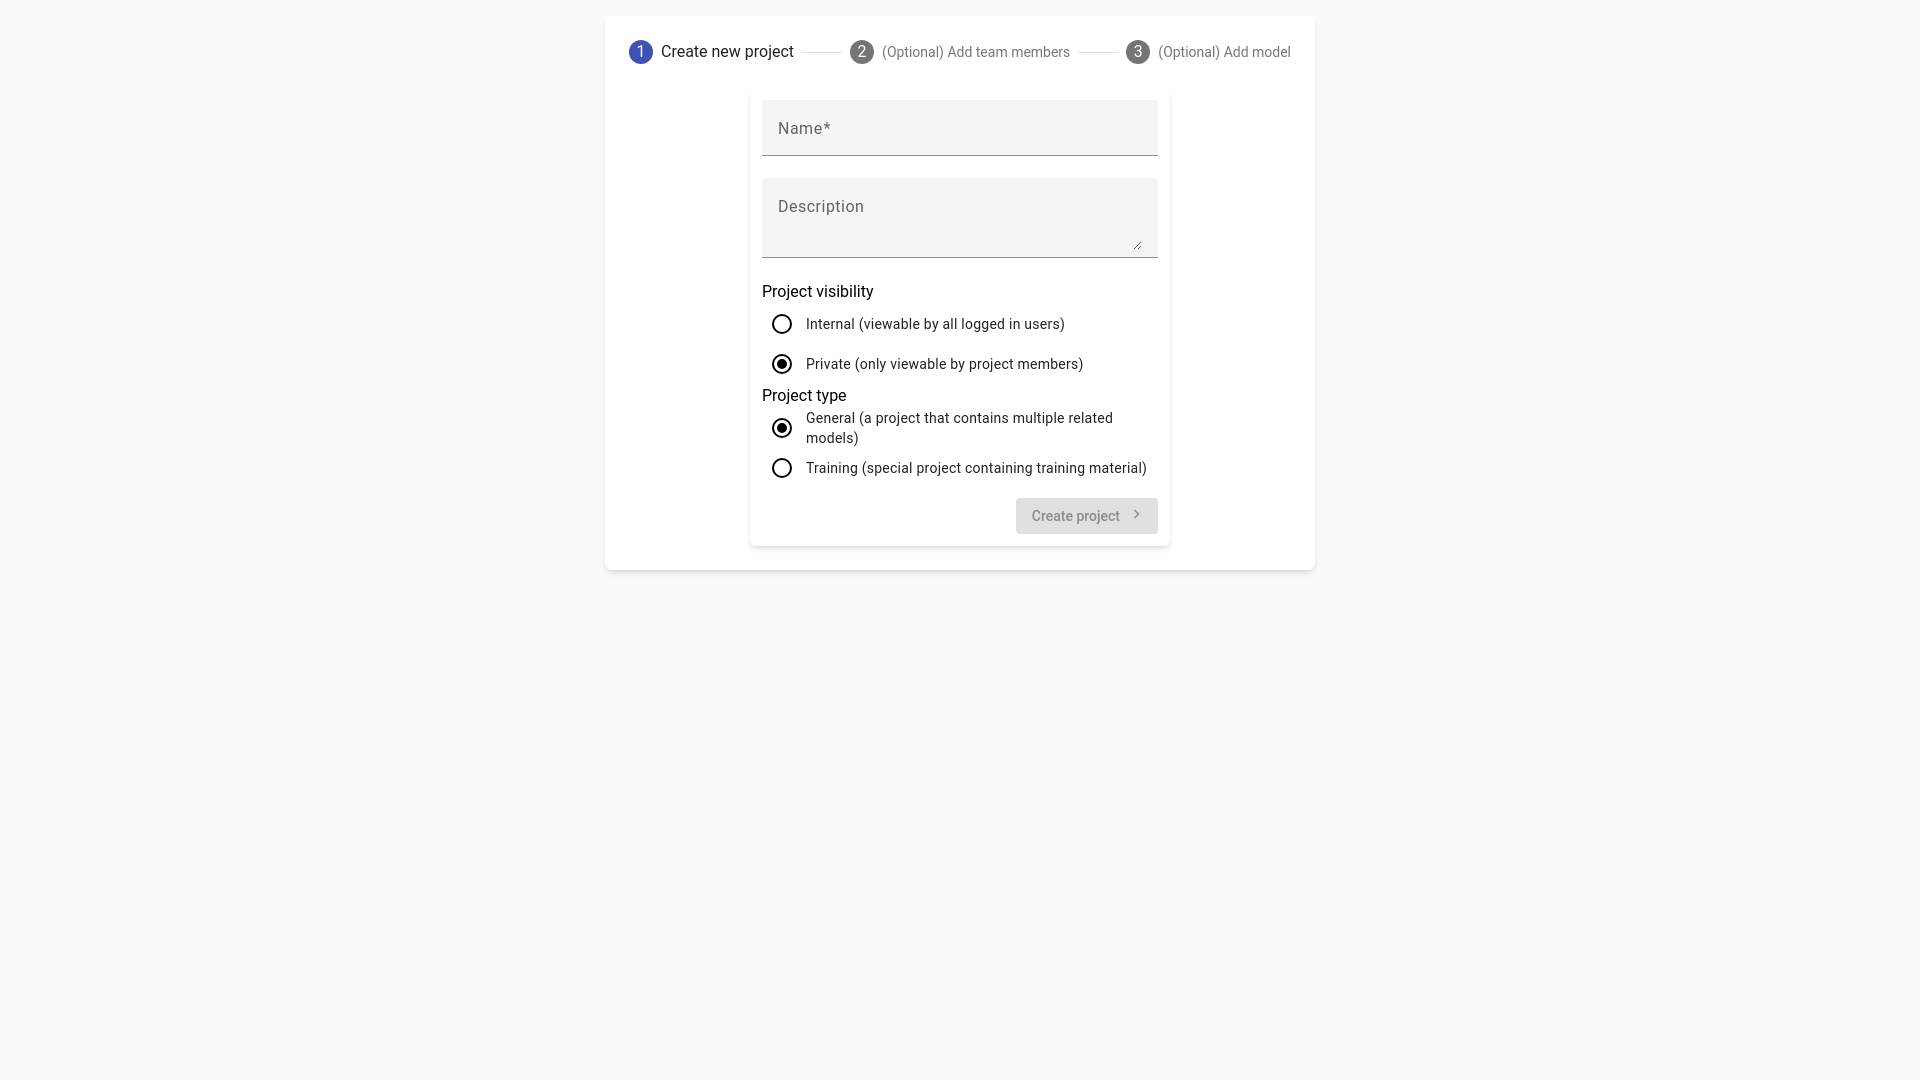 1 Create new project 2 (Optional) Add team members 3 (Optional) Add model
Name*
Description
Project visibility
Internal (viewable by all logged in users)
Private (only viewable by project members)
Project type
General (a project that contains multiple related
models)
Training (special project containing training material)
Create project